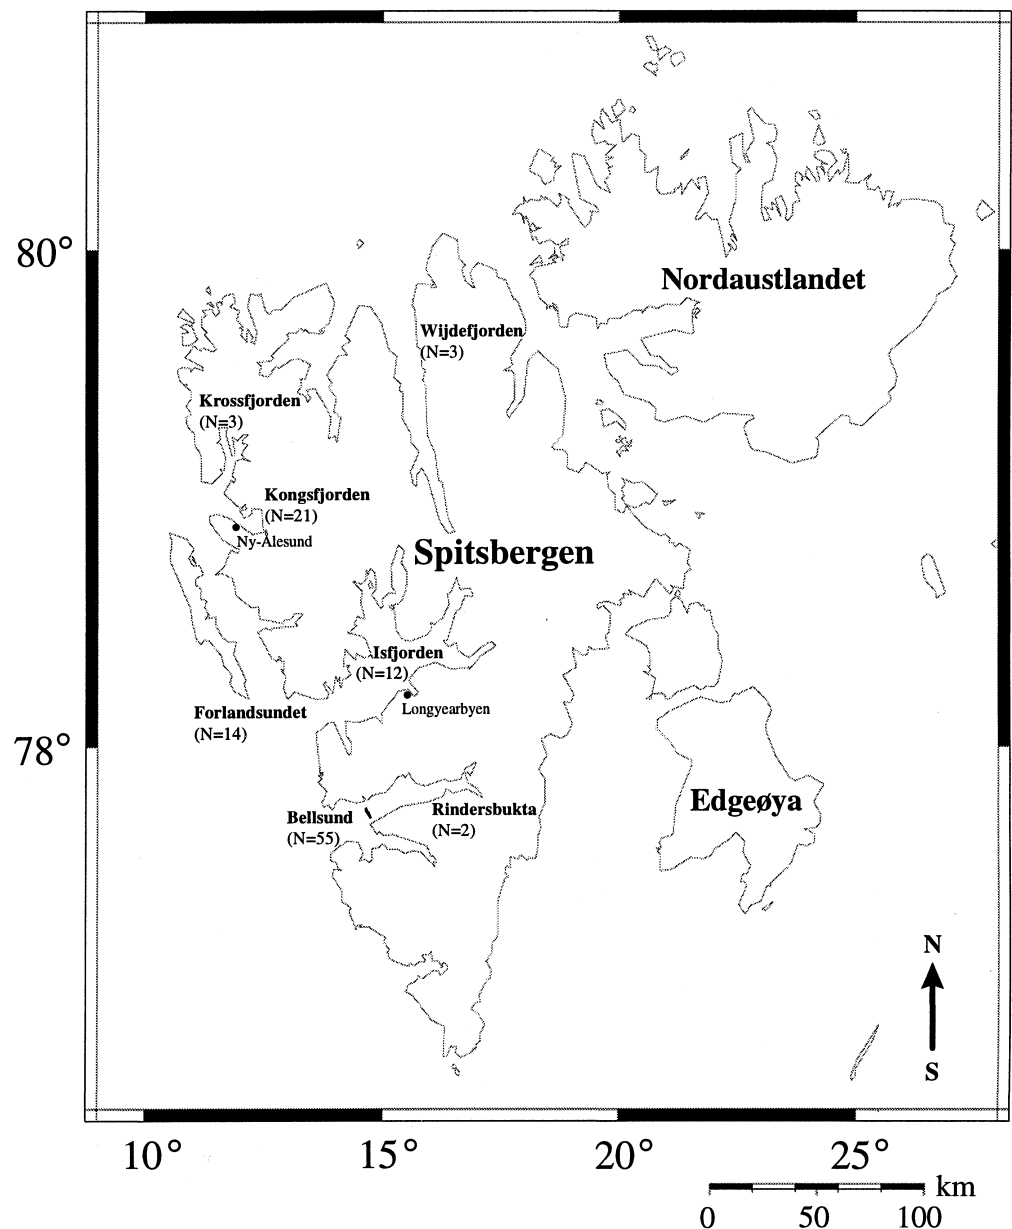 80°
Nordaustlandet
Wijdefjorden
(N=3)
Krossfjorden
(N=3)
Kongsfjorden
(N=21)
Ny-Ålesund
Spitsbergen
Isfjorden
(N=12)
Longyearbyen
Forlandsundet
(N=14)
78°
Edgeøya
Bellsund
(N=55)
Rindersbukta
(N=2)
N
S
10°
15°
20°
25°
km
0
50
100